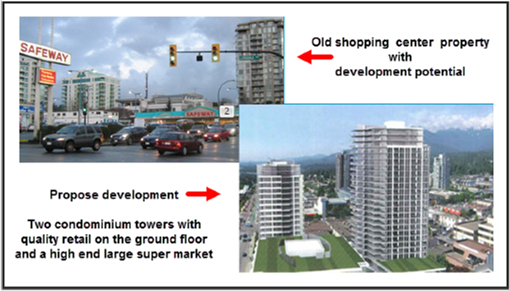 SAFEWAY
SAFEWAY
2
Old shopping center property
with
development potential
Propose development
Two condominium towers with
quality retail on the ground floor
and a high end large super market